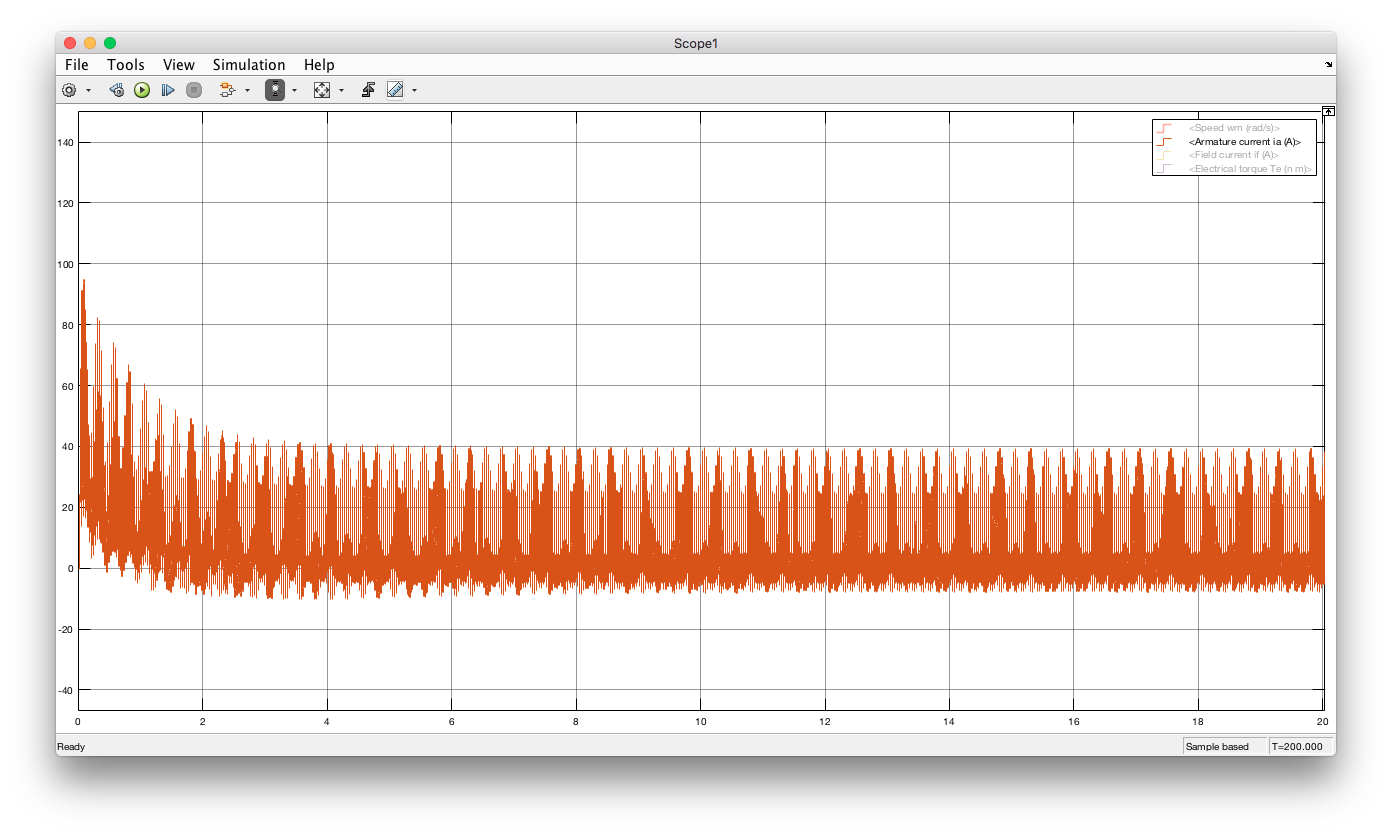 Scope1
File Tools View Simulation Help
<Speed wm (rad/s)>
<Armature current ia (A)>
<Field current if (A)>
<Electrical torque Te (n m)>
140
120
100
80
60
40
20
0
-20
-40
0 2 4 6 8 10 12 14 16 18 20
Ready Sample based T=200.000